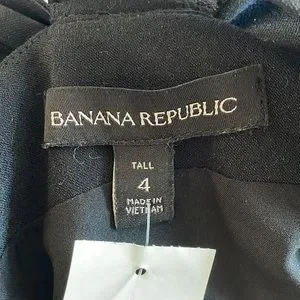 BANANA REPUBLIC
TALL
4
MADE IN
VIETNAM